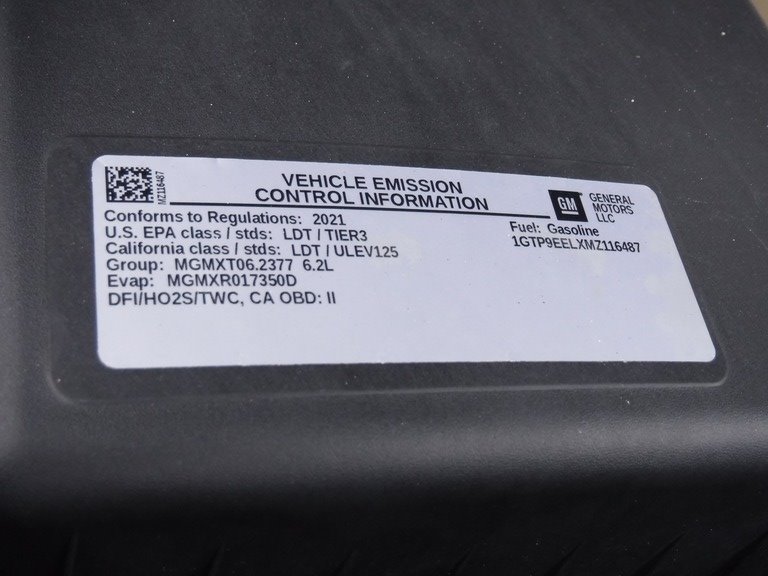 MZ116487
VEHICLE EMISSION
CONTROL INFORMATION
GM
GENERAL
MOTORS
LLC
Conforms to Regulations: 2021
U.S. EPA class / stds: LDT / TIER3
California class / stds: LDT / ULEV125
Group: MGMXT06.2377 6.2L
Evap: MGMXR017350D
DFI/HO2S/TWC, CA OBD: II
Fuel: Gasoline
1GTP9EELXMZ116487